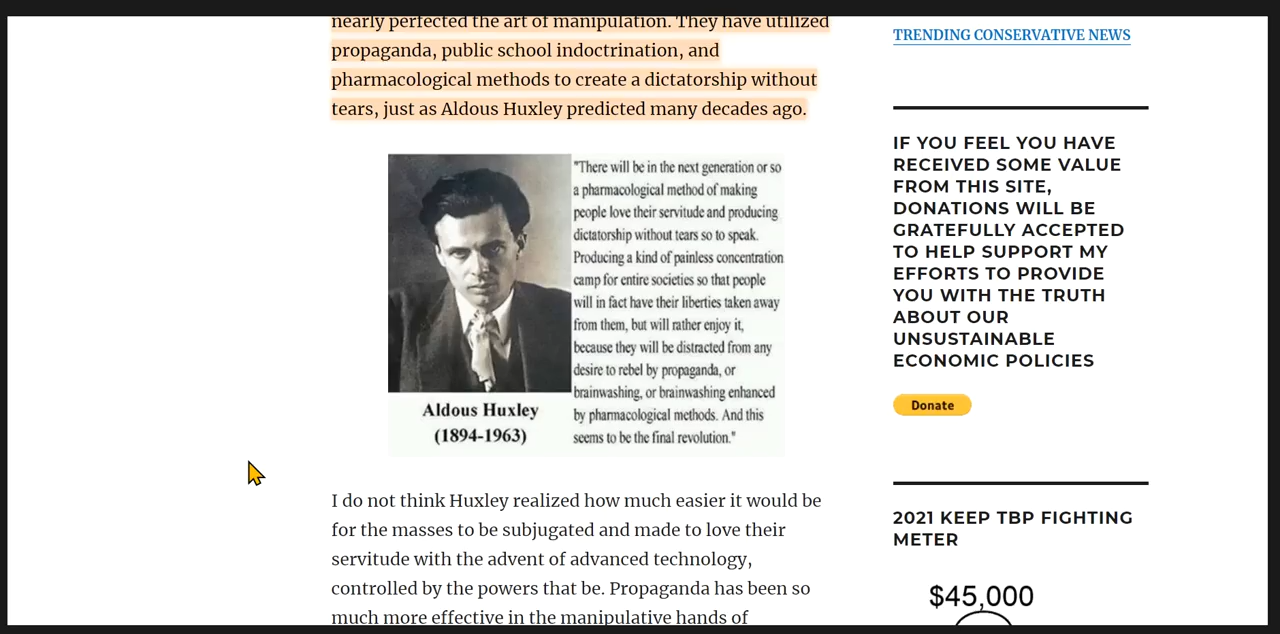 nearly perfected the art of manipulation. They have utilized
propaganda, public school indoctrination, and
pharmacological methods to create a dictatorship without
tears, just as Aldous Huxley predicted many decades ago.
"There will be in the next generation or so
a pharmacological method of making
people love their servitude and producing
dictatorship without tears so to speak.
Producing a kind of painless concentration
camp for entire societies so that people
will in fact have their liberties taken away
from them, but will rather enjoy it,
because they will be distracted from any
desire to rebel by propaganda, or
brainwashing, or brainwashing enhanced
by pharmacological methods. And this
seems to be the final revolution."
Aldous Huxley
(1894-1963)
I do not think Huxley realized how much easier it would be
for the masses to be subjugated and made to love their
servitude with the advent of advanced technology,
controlled by the powers that be. Propaganda has been so
much more effective in the manipulative hands of
TRENDING CONSERVATIVE NEWS
IF YOU FEEL YOU HAVE
RECEIVED SOME VALUE
FROM THIS SITE,
DONATIONS WILL BE
GRATEFULLY ACCEPTED
TO HELP SUPPORT MY
EFFORTS TO PROVIDE
YOU WITH THE TRUTH
ABOUT OUR
UNSUSTAINABLE
ECONOMIC POLICIES
Donate
2021 KEEP TBP FIGHTING
METER
$45,000